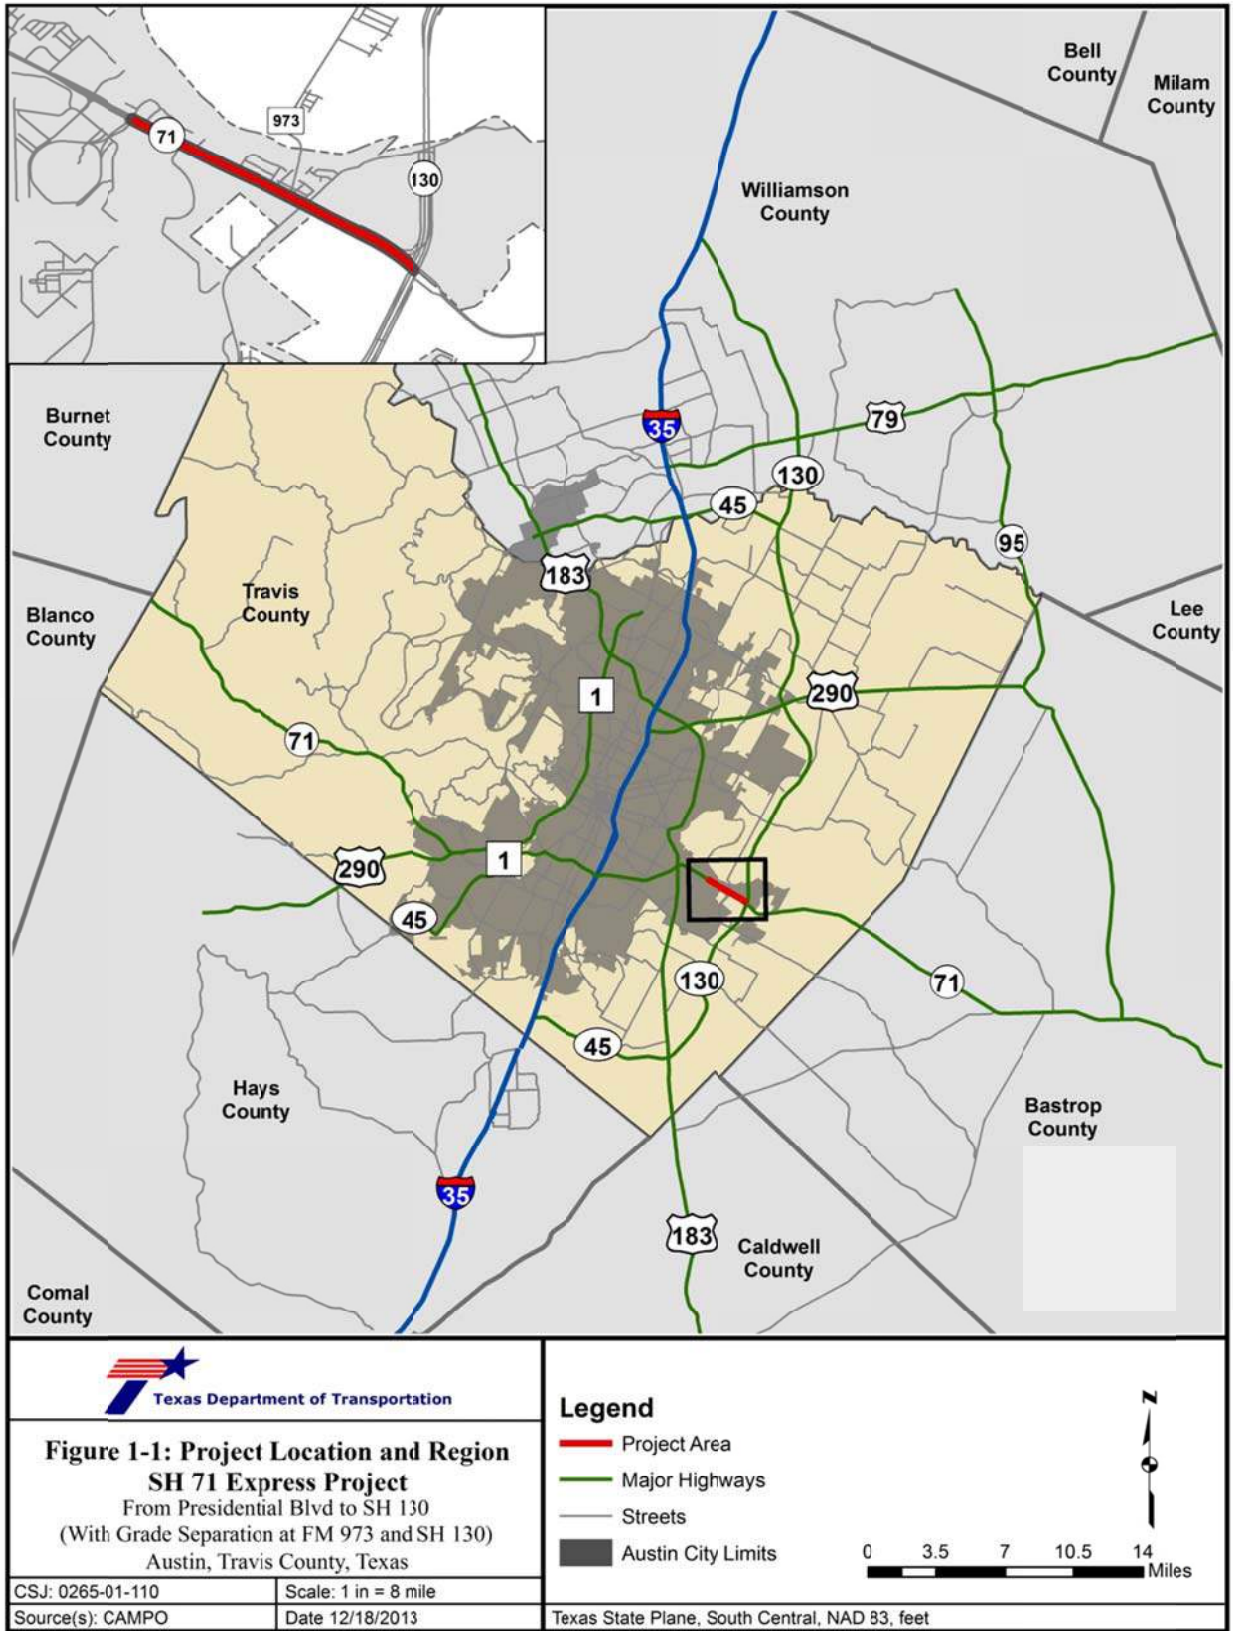 71
973
130
Bell
County
Milam
County
Williamson
County
Burnet
County
35
79
130
45
95
183
Travis
County
Blanco
County
Lee
County
1
290
71
1
290
45
130
71
45
Hays
County
Bastrop
County
35
183
Caldwell
County
Comal
County
Texas Department of Transportation
Figure 1-1: Project Location and Region
SH 71 Express Project
From Presidential Blvd to SH 130
(With Grade Separation at FM 973 and SH 130)
Austin, Travis County, Texas
CSJ: 0265-01-110
Scale: 1 in = 8 mile
Source(s): CAMPO
Date 12/18/2013
Legend
Project Area
Major Highways
Streets
Austin City Limits
N
0 3.5 7 10.5 14
Miles
Texas State Plane, South Central, NAD 83, feet